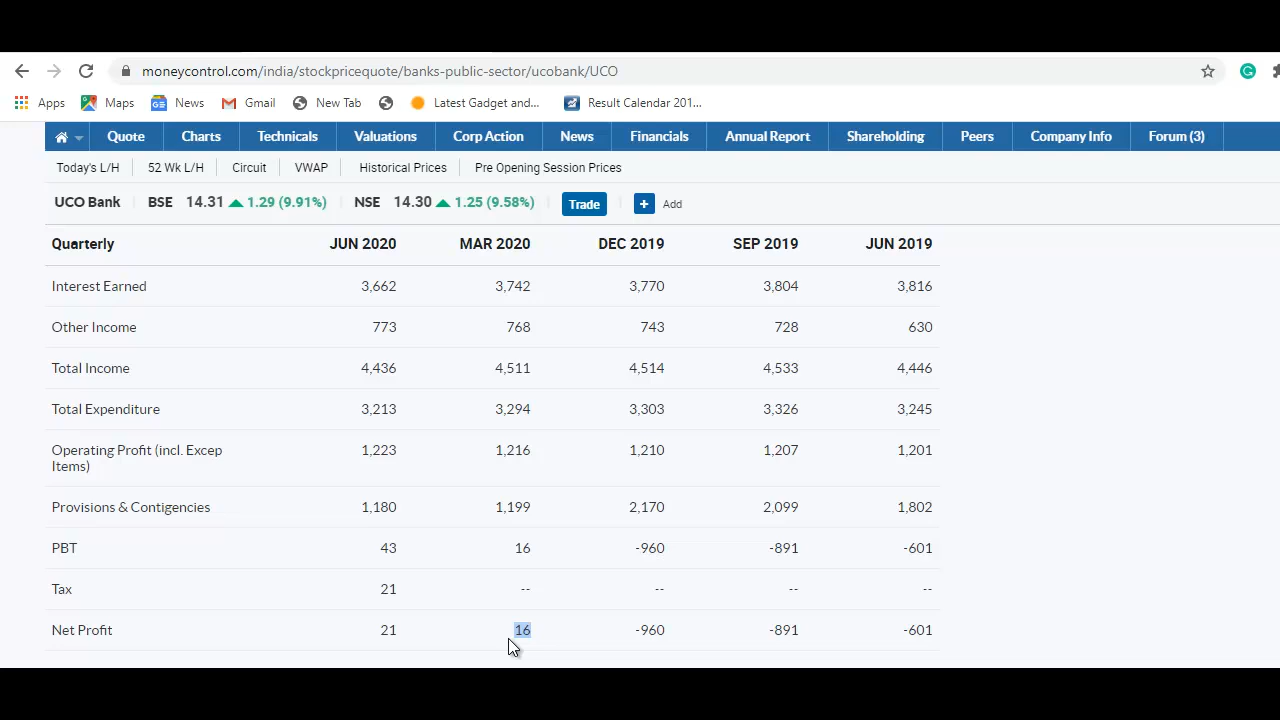 moneycontrol.com/india/stockpricequote/banks-public-sector/ucobank/UCO
Apps Maps News Gmail New Tab Latest Gadget and... Result Calendar 201...
Quote Charts Technicals Valuations Corp Action News Financials Annual Report Shareholding Peers Company Info Forum (3)
Today's L/H 52 Wk L/H Circuit VWAP Historical Prices Pre Opening Session Prices
UCO Bank BSE 14.31 1.29 (9.91%) NSE 14.30 1.25 (9.58%) Trade + Add
Quarterly JUN 2020 MAR 2020 DEC 2019 SEP 2019 JUN 2019
Interest Earned 3,662 3,742 3,770 3,804 3,816
Other Income 773 768 743 728 630
Total Income 4,436 4,511 4,514 4,533 4,446
Total Expenditure 3,213 3,294 3,303 3,326 3,245
Operating Profit (incl. Excep 1,223 1,216 1,210 1,207 1,201
Items)
Provisions & Contigencies 1,180 1,199 2,170 2,099 1,802
PBT 43 16 -960 -891 -601
Tax 21 -- -- -- --
Net Profit 21 16 -960 -891 -601